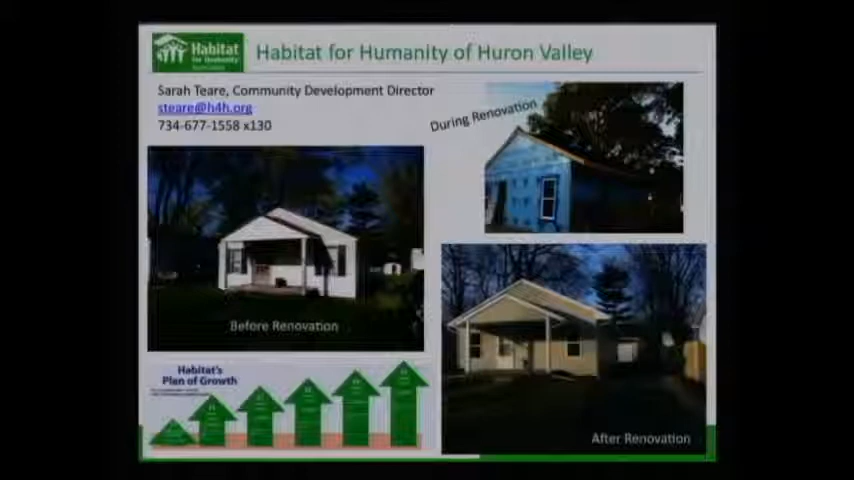 Habitat
for Humanity
Habitat for Humanity of Huron Valley
Sarah Teare, Community Development Director
steare@h4h.org
734-677-1558 x130
During Renovation
Before Renovation
Habitat's
Plan of Growth
After Renovation